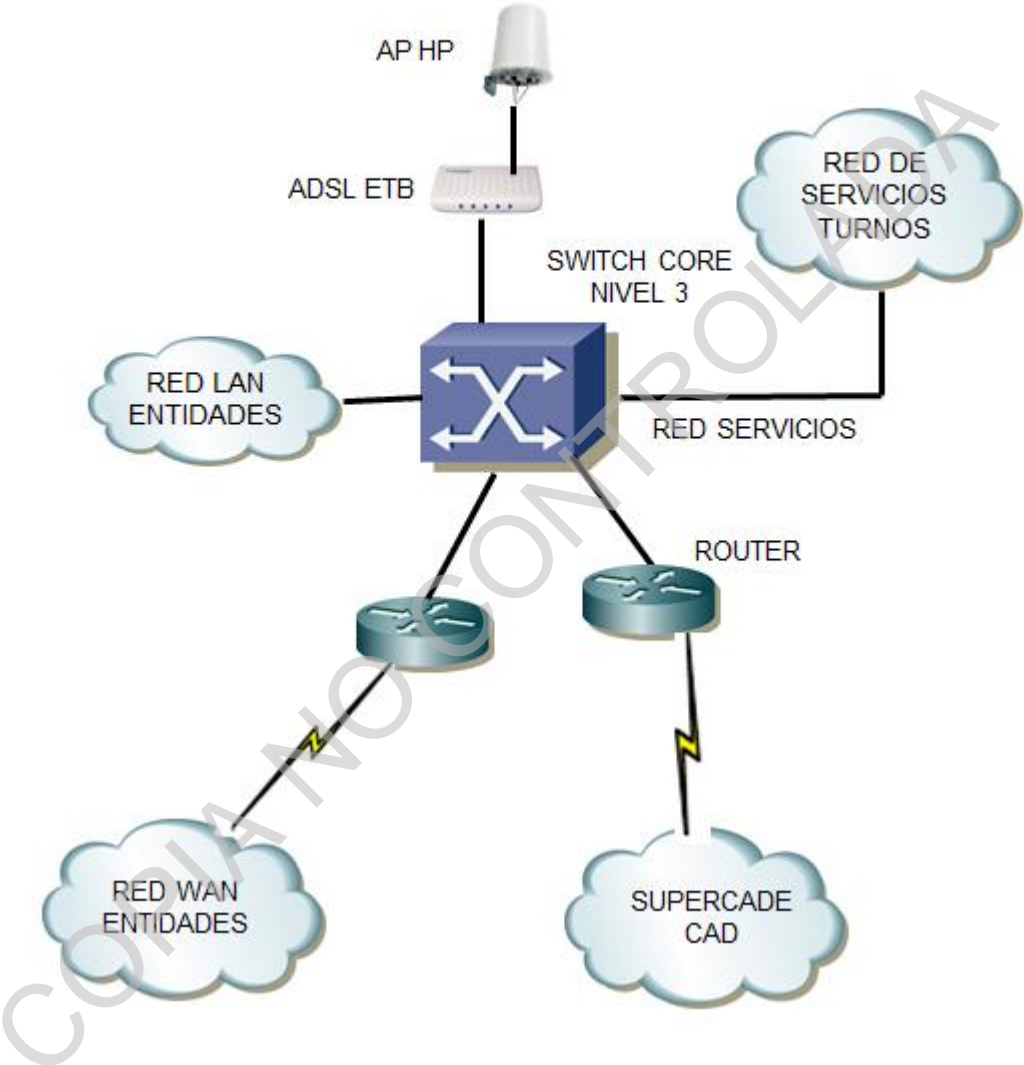 AP HP
ADSL ETB
RED DE
SERVICIOS
TURNOS
SWITCH CORE
NIVEL 3
RED LAN
ENTIDADES
RED SERVICIOS
ROUTER
RED WAN
ENTIDADES
SUPERCADE
CAD
COPIA NO CONTROLADA